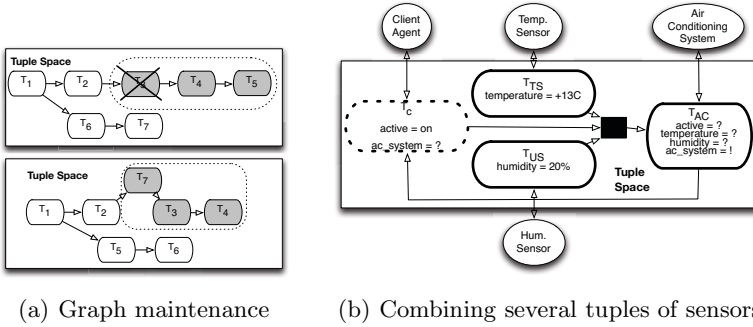 Tuple Space
T1
T2
T3
T4
T5
T6
T7
Tuple Space
T7
T1
T2
T3
T4
T5
T6
(a) Graph maintenance
Client
Agent
Temp.
Sensor
Air
Conditioning
System
TTS
temperature = +13C
Tc
active = on
ac_system = ?
TAC
active = ?
temperature = ?
humidity = ?
ac_system = !
TUS
humidity = 20%
Tuple
Space
Hum.
Sensor
(b) Combining several tuples of sensors